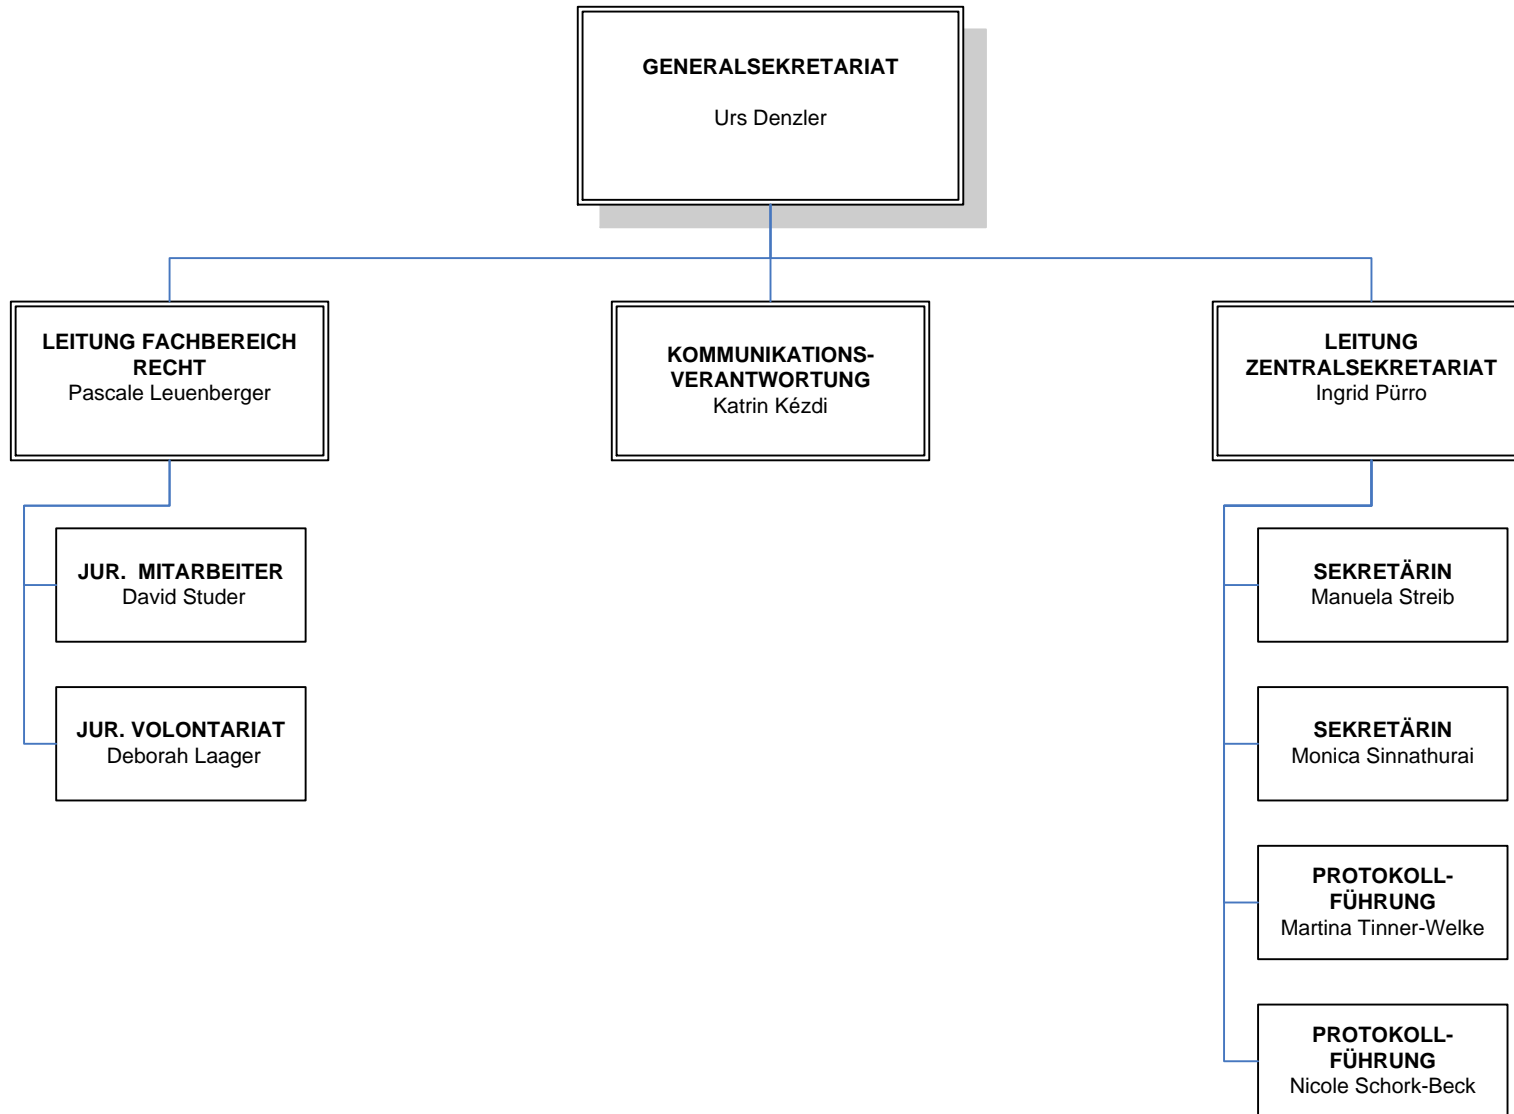 GENERALSEKRETARIAT
Urs Denzler
LEITUNG FACHBEREICH
RECHT
Pascale Leuenberger
KOMMUNIKATIONS-
VERANTWORTUNG
Katrin Kézdi
LEITUNG
ZENTRALSEKRETARIAT
Ingrid Pürro
JUR.  MITARBEITER
David Studer
JUR. VOLONTARIAT
Deborah Laager
SEKRETÄRIN
Manuela Streib
SEKRETÄRIN
Monica Sinnathurai
PROTOKOLL-
FÜHRUNG
Martina Tinner-Welke
PROTOKOLL-
FÜHRUNG
Nicole Schork-Beck